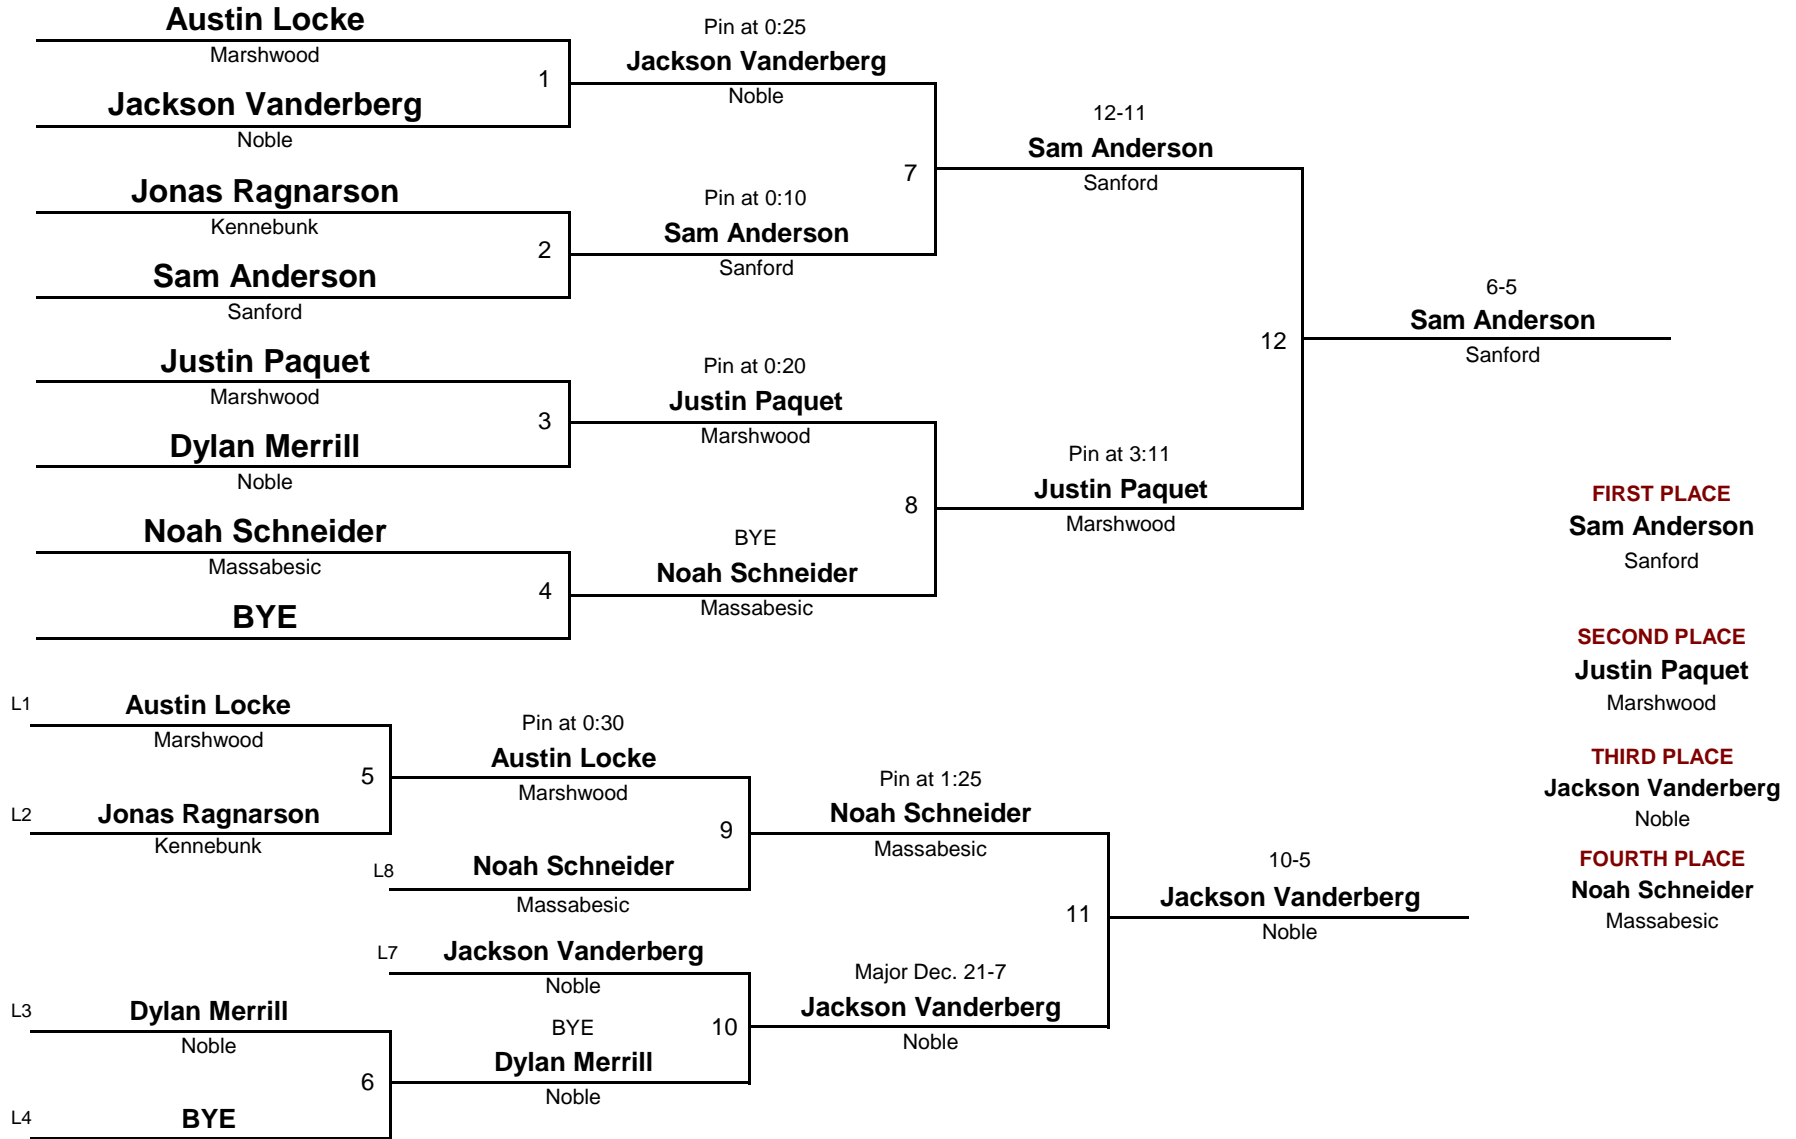 Austin Locke
Marshwood
1
Jackson Vanderberg
Noble
Jonas Ragnarson
Kennebunk
2
Sam Anderson
Sanford
Justin Paquet
Marshwood
3
Dylan Merrill
Noble
Noah Schneider
Massabesic
4
BYE
Pin at 0:25
Jackson Vanderberg
Noble
7
Pin at 0:10
Sam Anderson
Sanford
Pin at 0:20
Justin Paquet
Marshwood
8
BYE
Noah Schneider
Massabesic
12-11
Sam Anderson
Sanford
12
Pin at 3:11
Justin Paquet
Marshwood
6-5
Sam Anderson
Sanford
FIRST PLACE
Sam Anderson
Sanford
SECOND PLACE
Justin Paquet
Marshwood
THIRD PLACE
Jackson Vanderberg
Noble
FOURTH PLACE
Noah Schneider
Massabesic
L1 Austin Locke
Marshwood
5
L2 Jonas Ragnarson
Kennebunk
Pin at 0:30
Austin Locke
Marshwood
9
L8 Noah Schneider
Massabesic
L7 Jackson Vanderberg
Noble
10
BYE
Dylan Merrill
Noble
L3 Dylan Merrill
Noble
6
L4 BYE
Pin at 1:25
Noah Schneider
Massabesic
11
Major Dec. 21-7
Jackson Vanderberg
Noble
10-5
Jackson Vanderberg
Noble